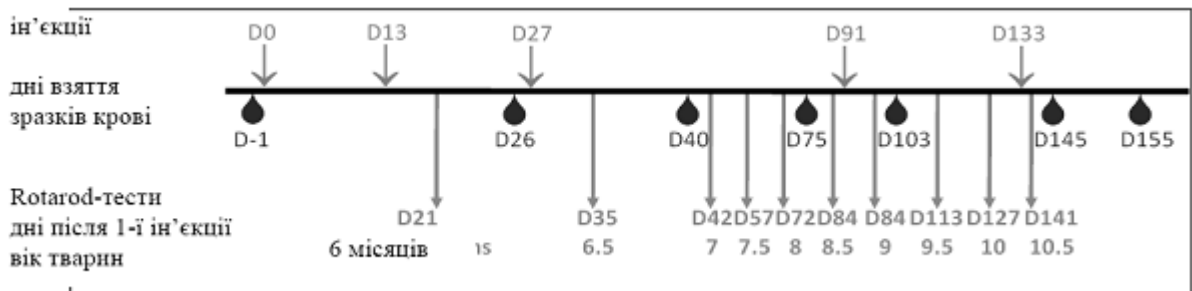 ін’єкції D0 D13 D27 D91 D133
дні взяття
зразків крові
D-1 D26 D40 D75 D103 D145 D155
Rotarod-тести
дні після 1-ї ін’єкції D21 D35 D42 D57 D72 D84 D84 D113 D127 D141
вік тварин 6 місяців 6.5 7 7.5 8 8.5 9 9.5 10 10.5